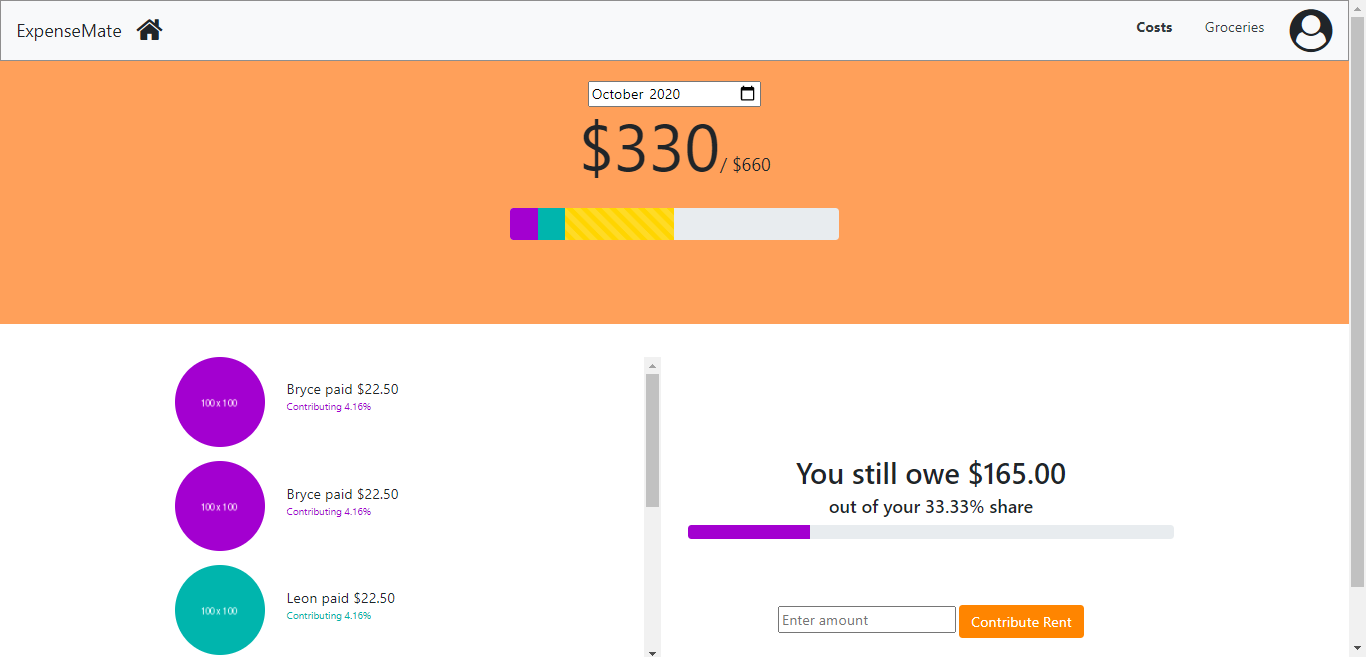 ExpenseMate
Costs
Groceries
October 2020
$330/ $660
100 x 100
Bryce paid $22.50
Contributing 4.16%
100 x 100
Bryce paid $22.50
Contributing 4.16%
100 x 100
Leon paid $22.50
Contributing 4.16%
You still owe $165.00
out of your 33.33% share
Enter amount
Contribute Rent